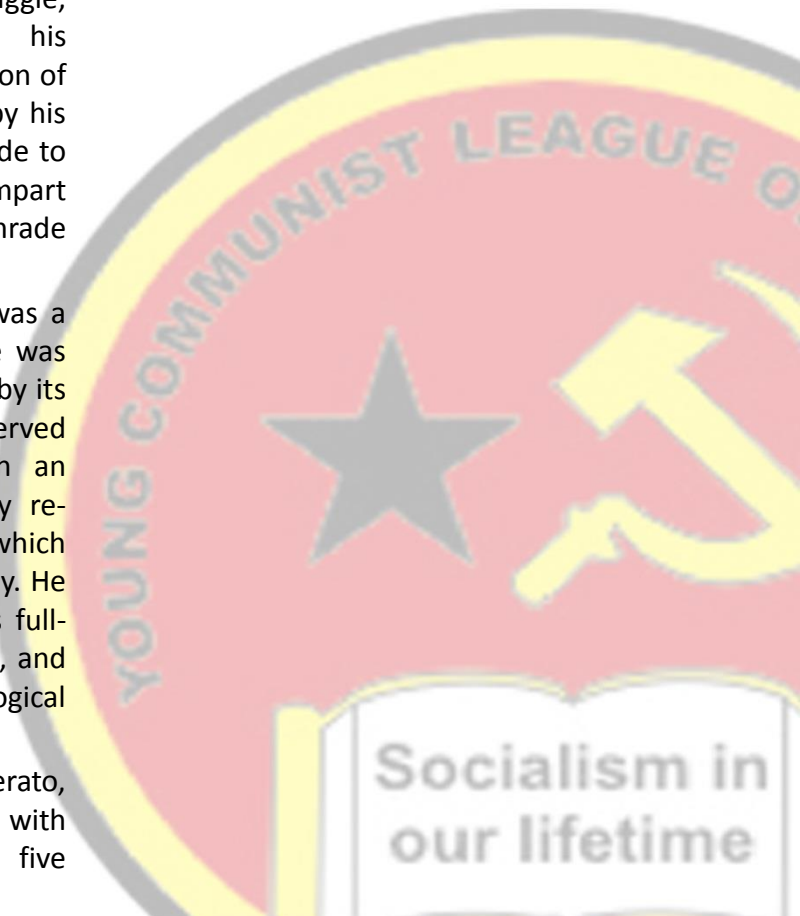 uggle,
his
on of
by his
de to
mpart
nrade
was a
e was
by its
erved
n an
y re-
which
y. He
s full-
, and
ogical
erato,
with
five
YOUNG COMMUNIST LEAGUE O
Socialism in
our lifetime